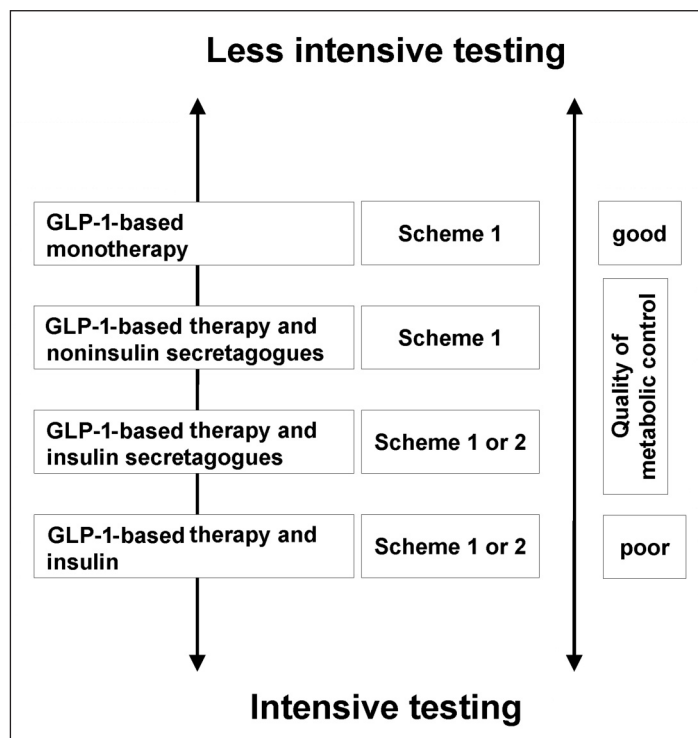 Less intensive testing
GLP-1-based
monotherapy
Scheme 1
good
GLP-1-based therapy and
noninsulin secretagogues
Scheme 1
Quality of
metabolic control
GLP-1-based therapy and
insulin secretagogues
Scheme 1 or 2
GLP-1-based therapy and
insulin
Scheme 1 or 2
poor
Intensive testing